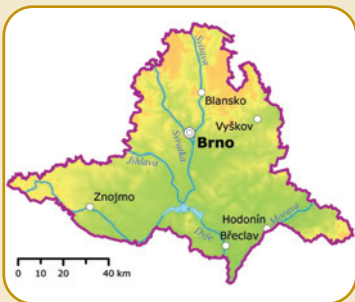 Svitava
Blansko
Vyškov
Brno
Svratka
Jihlava
Znojmo
Hodonín
Morava
Dyje
Břeclav
0 10 20 40 km